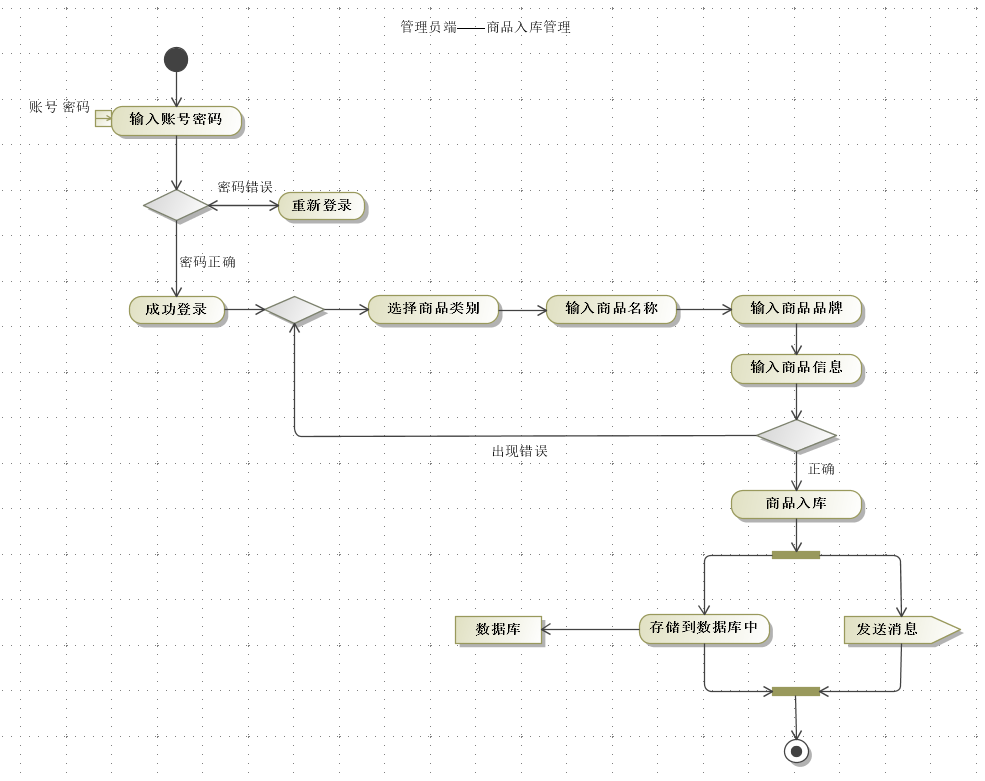 管理员端——商品入库管理
账号 密码
输入账号密码
密码错误
重新登录
密码正确
成功登录
选择商品类别
输入商品名称
输入商品品牌
输入商品信息
出现错误
正确
商品入库
数据库
存储到数据库中
发送消息